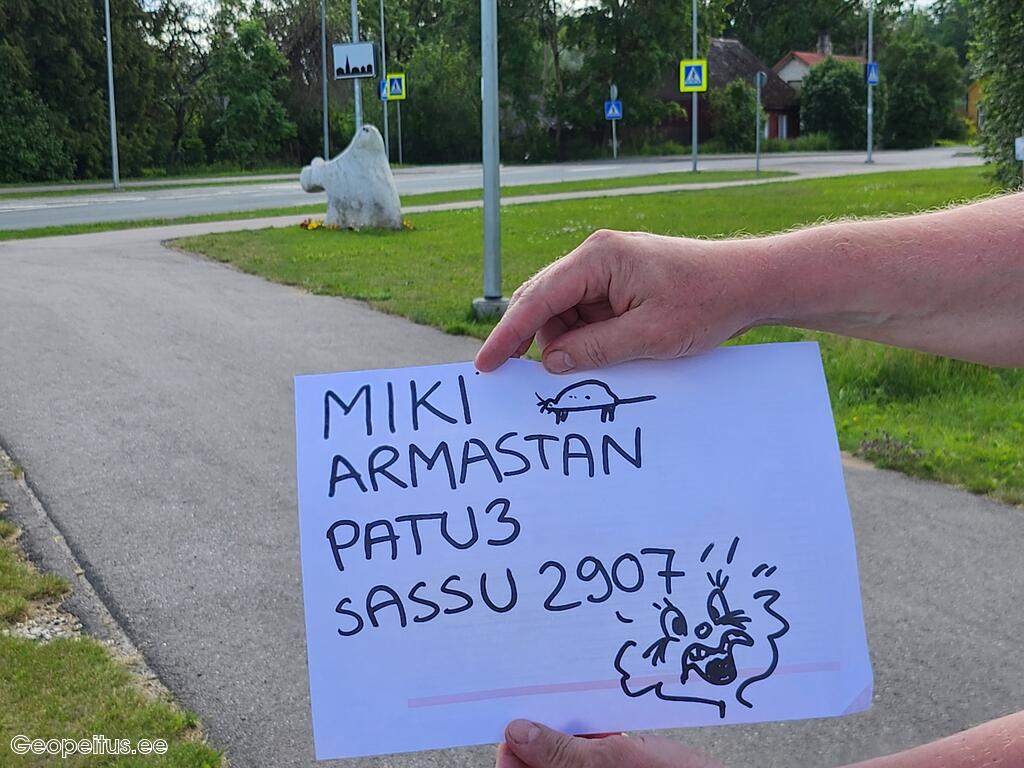 MIKI
ARMASTAN
PATU3
SASSU 2907
Geopeitus.ee